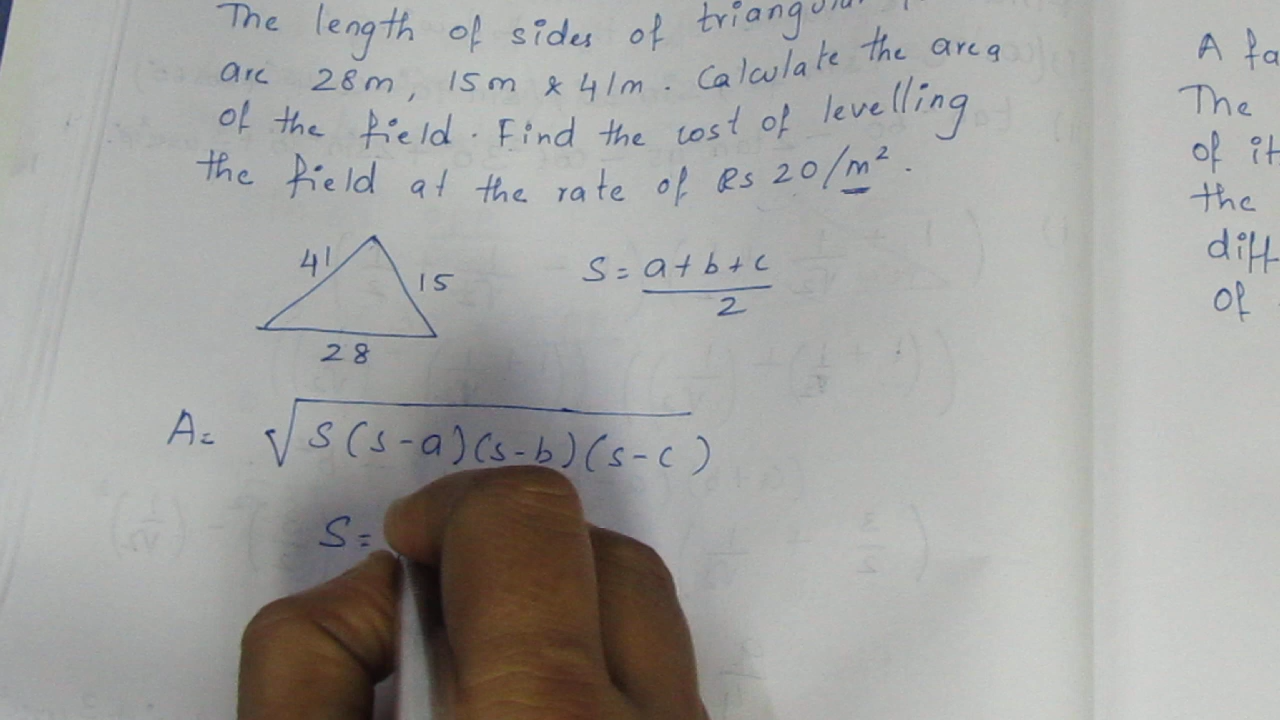 The length of sides of triangular
are 28m, 15m & 41m. Calculate the area
of the field. Find the cost of levelling
the field at the rate of Rs 20/m².
41
15
28
S = a + b + c
2
A = √S(s-a)(s-b)(s-c)
S =
A fa
The
of it
the
diff
of